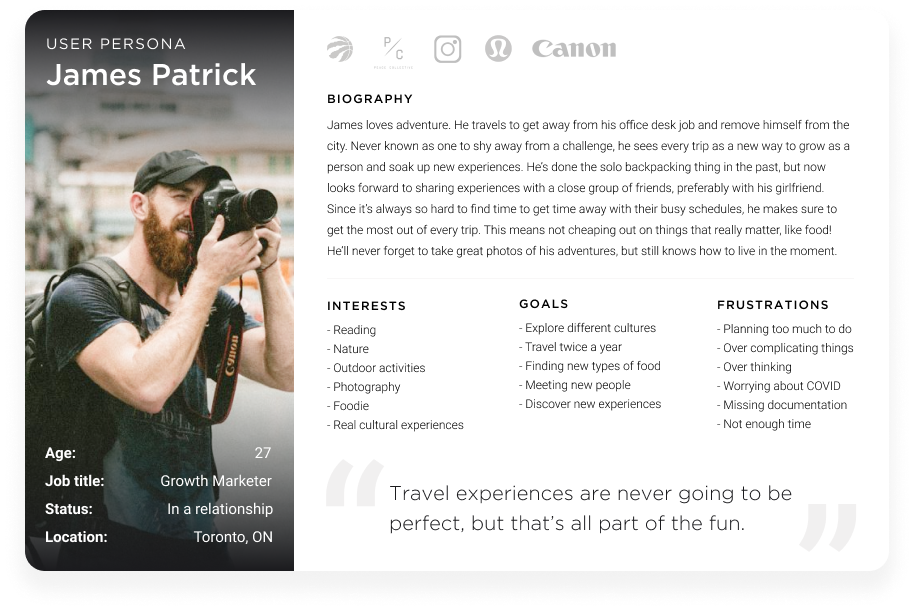 USER PERSONA
James Patrick
Age: 27
Job title: Growth Marketer
Status: In a relationship
Location: Toronto, ON
Canon
P/C
Canon
BIOGRAPHY
James loves adventure. He travels to get away from his office desk job and remove himself from the
city. Never known as one to shy away from a challenge, he sees every trip as a new way to grow as a
person and soak up new experiences. He's done the solo backpacking thing in the past, but now
looks forward to sharing experiences with a close group of friends, preferably with his girlfriend.
Since it's always so hard to find time to get time away with their busy schedules, he makes sure to
get the most out of every trip. This means not cheaping out on things that really matter, like food!
He'll never forget to take great photos of his adventures, but still knows how to live in the moment.
INTERESTS
- Reading
- Nature
- Outdoor activities
- Photography
- Foodie
- Real cultural experiences
GOALS
- Explore different cultures
- Travel twice a year
- Finding new types of food
- Meeting new people
- Discover new experiences
FRUSTRATIONS
- Planning too much to do
- Over complicating things
- Over thinking
- Worrying about COVID
- Missing documentation
- Not enough time
“Travel experiences are never going to be
perfect, but that's all part of the fun.”